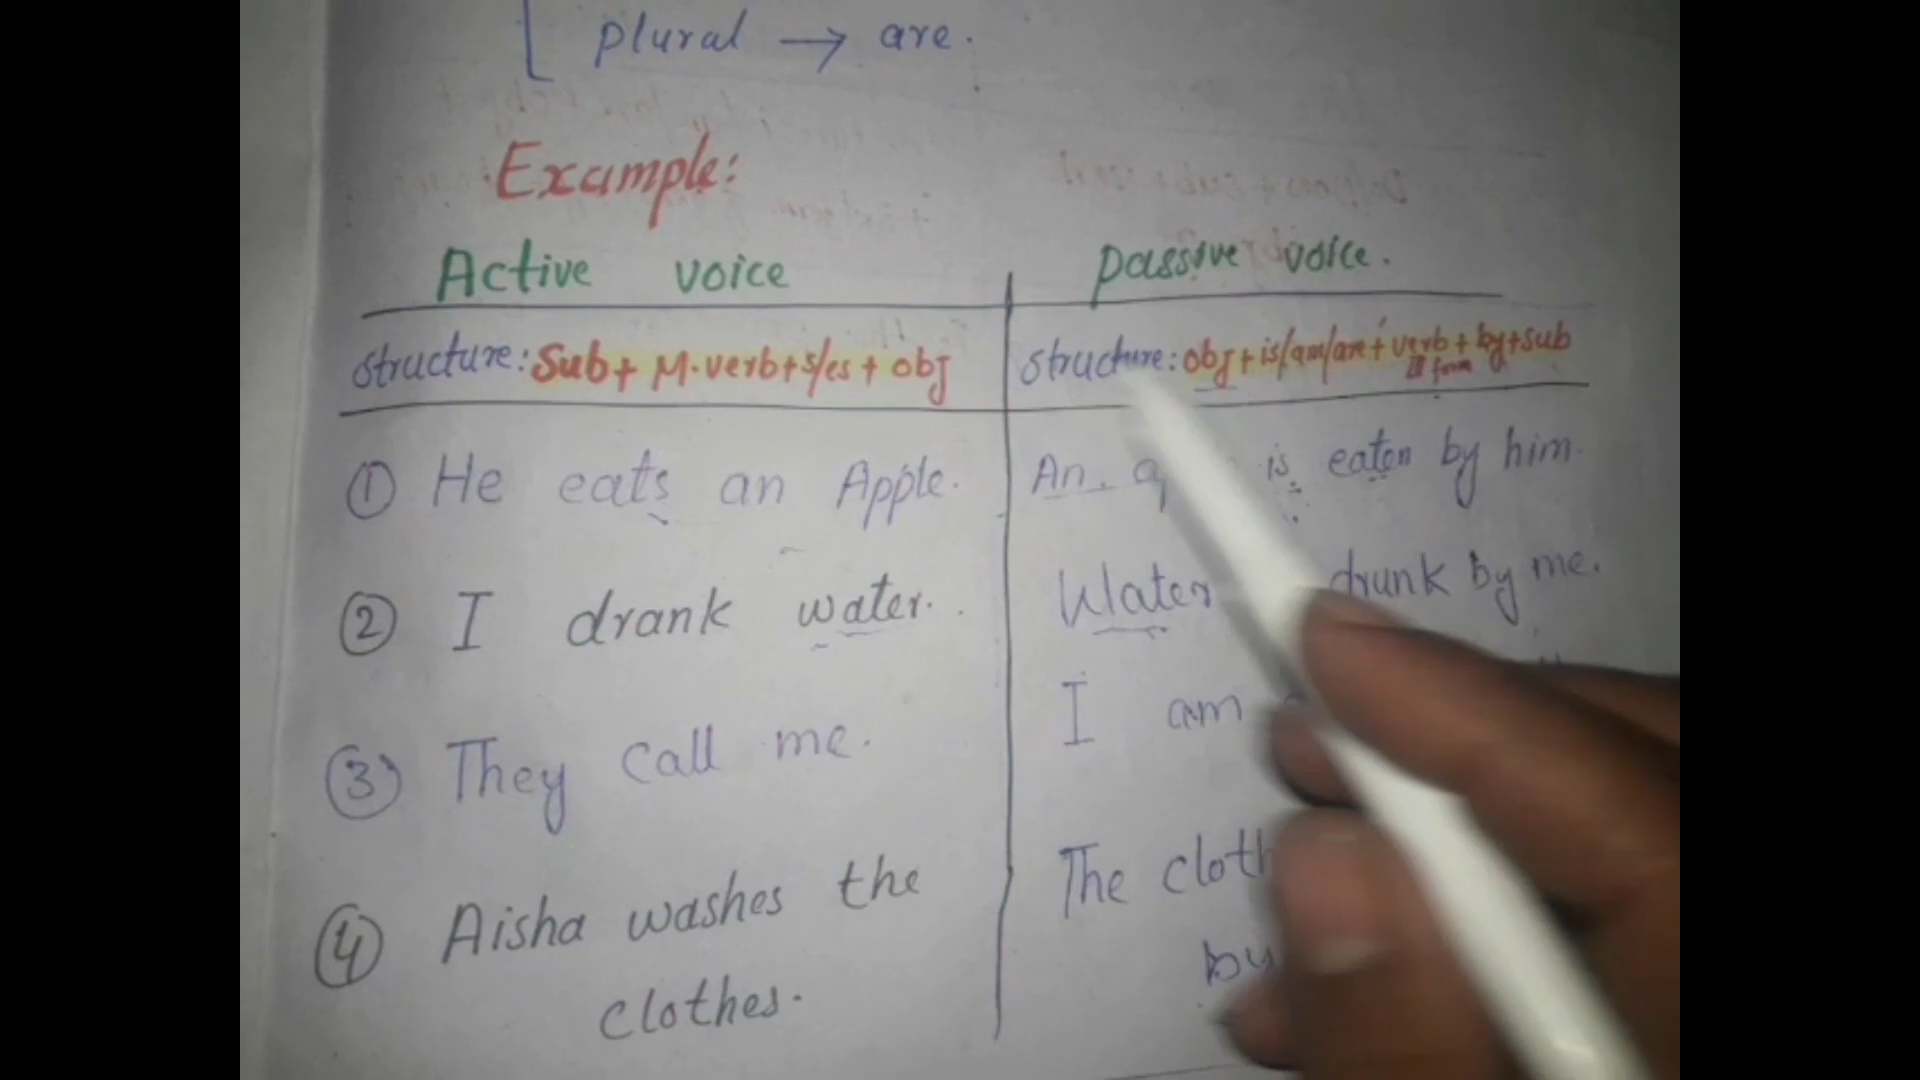 plural → are.
Example:
Active voice
passive voice.
structure: Sub + M.verb + s/es + obj
structure: obj + is/am/are + verb + by + sub
III form
① He eats an Apple.
An is eaten by him.
② I drank water.
Water drunk by me.
③ They call me.
I am
④ Aisha washes the
clothes.
The
by